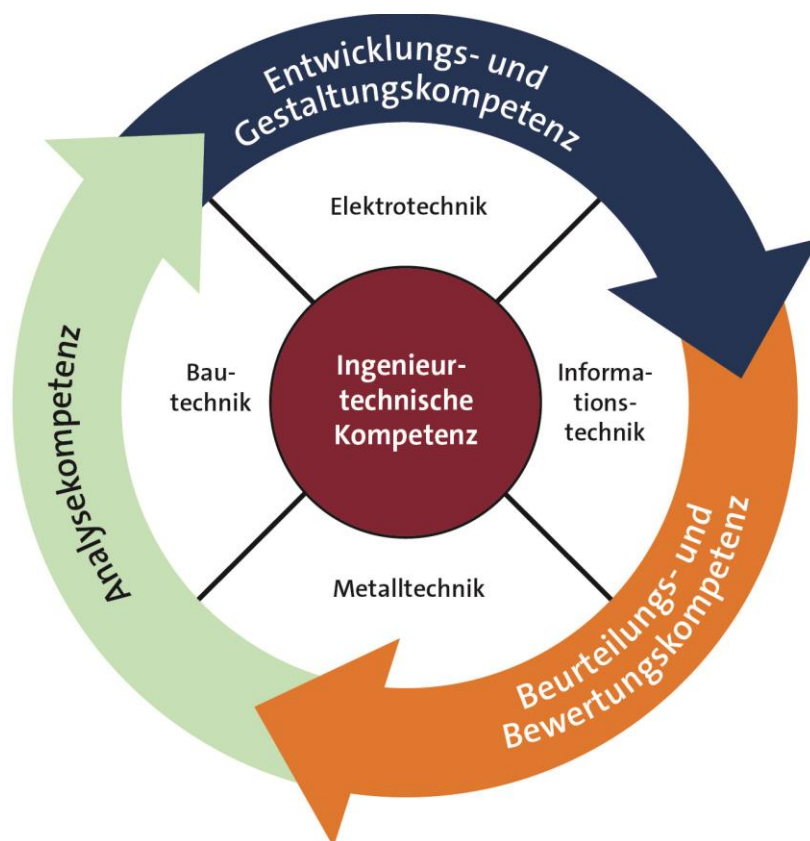 Entwicklungs- und
Gestaltungskompetenz
Elektrotechnik
Analysekompetenz
Bau-
technik
Ingenieur-
technische
Kompetenz
Informa-
tions-
technik
Metalltechnik
Beurteilungs- und
Bewertungskompetenz